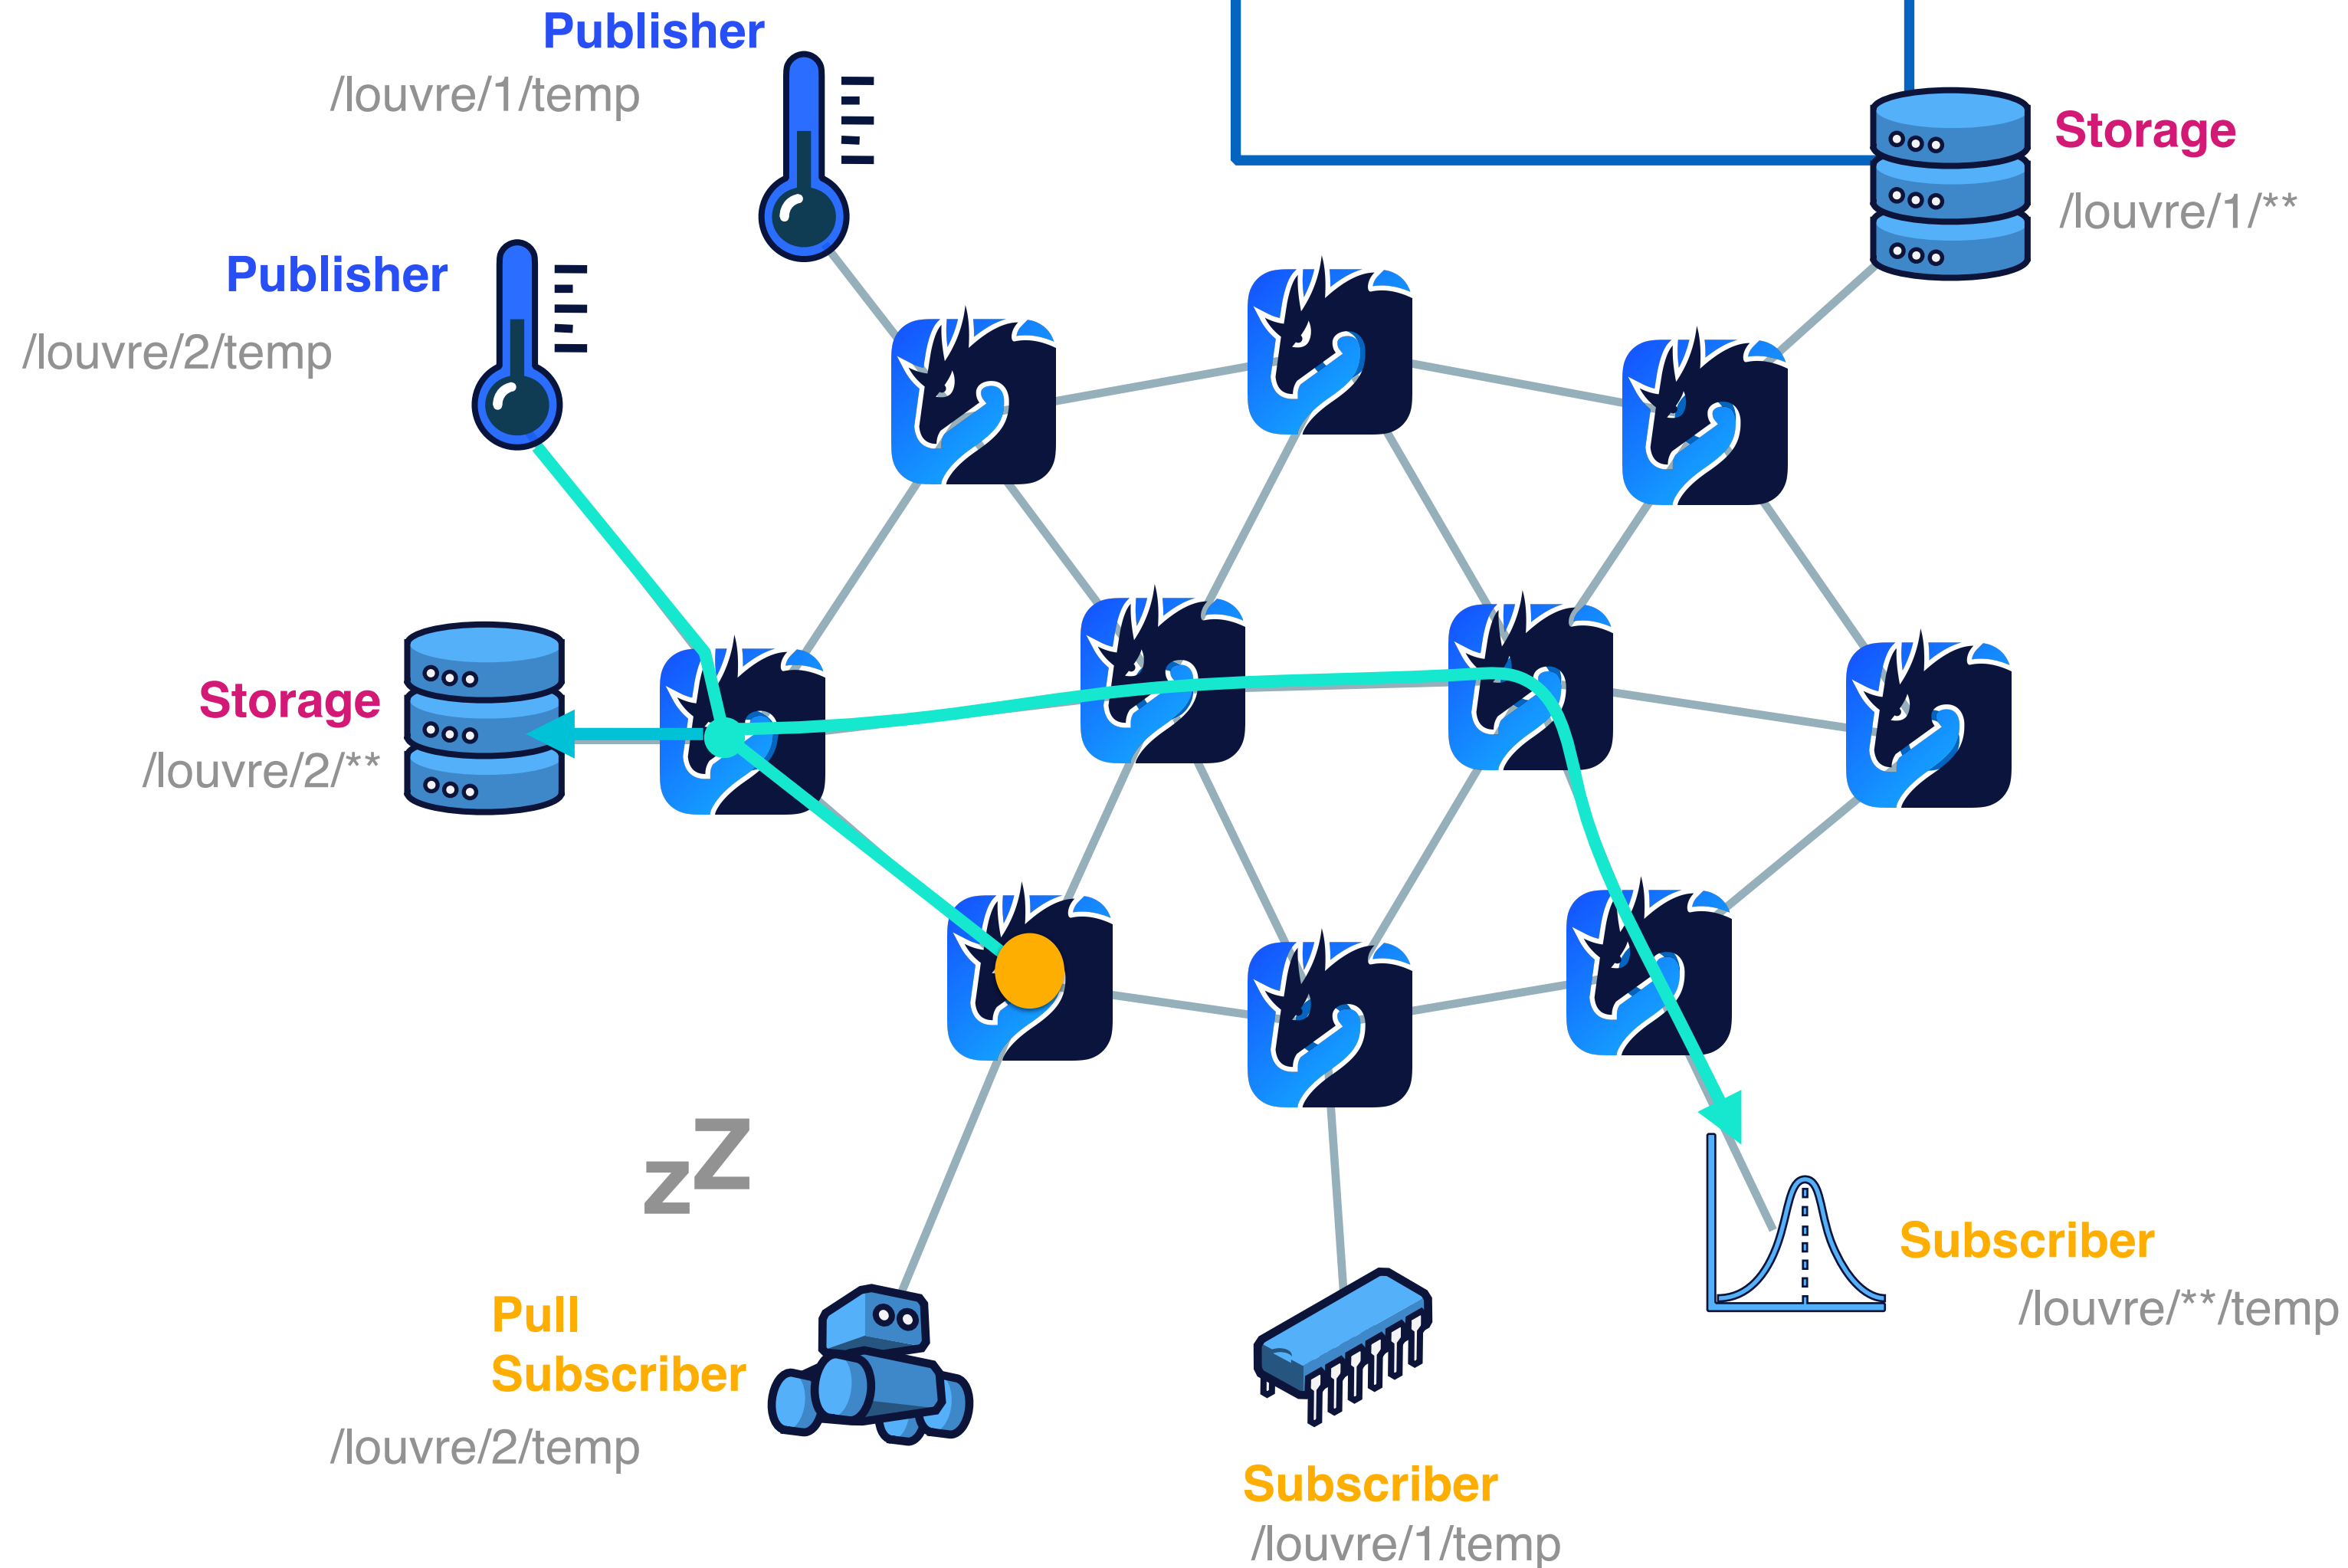 Publisher
/louvre/1/temp
Storage
/louvre/1/**
Publisher
/louvre/2/temp
Storage
/louvre/2/**
zZ
Subscriber
/louvre/**/temp
Pull
Subscriber
/louvre/2/temp
Subscriber
/louvre/1/temp